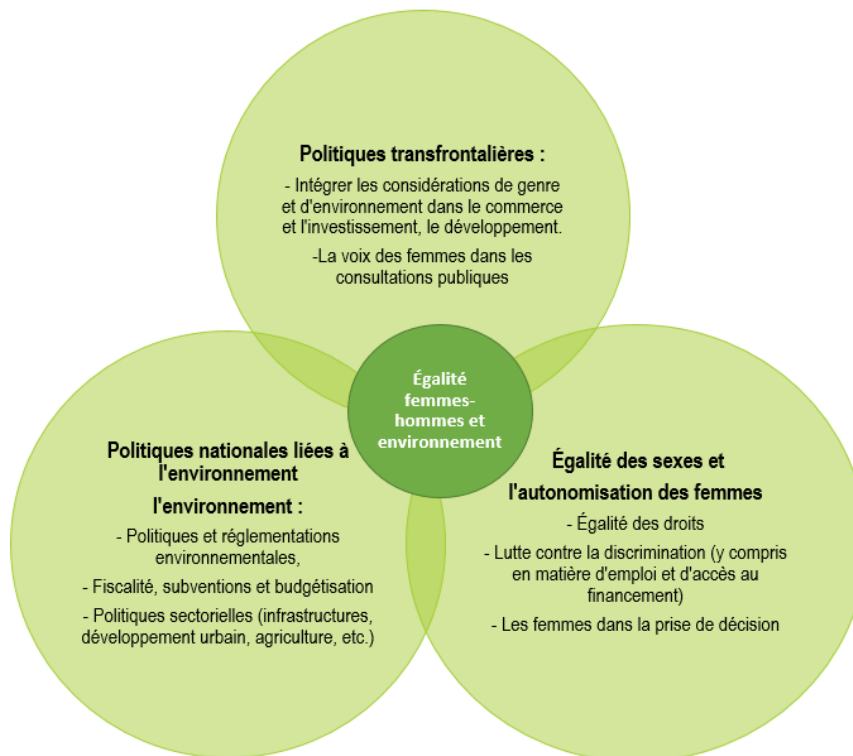 Politiques transfrontalières :
- Intégrer les considérations de genre
et d'environnement dans le commerce
et l'investissement, le développement.
-La voix des femmes dans les
consultations publiques
Égalité
femmes-
hommes et
environnement
Politiques nationales liées à
l'environnement
l'environnement :
- Politiques et réglementations
environnementales,
- Fiscalité, subventions et budgétisation
- Politiques sectorielles (infrastructures,
développement urbain, agriculture, etc.)
Égalité des sexes et
l'autonomisation des femmes
- Égalité des droits
- Lutte contre la discrimination (y compris
en matière d'emploi et d'accès au
financement)
- Les femmes dans la prise de décision